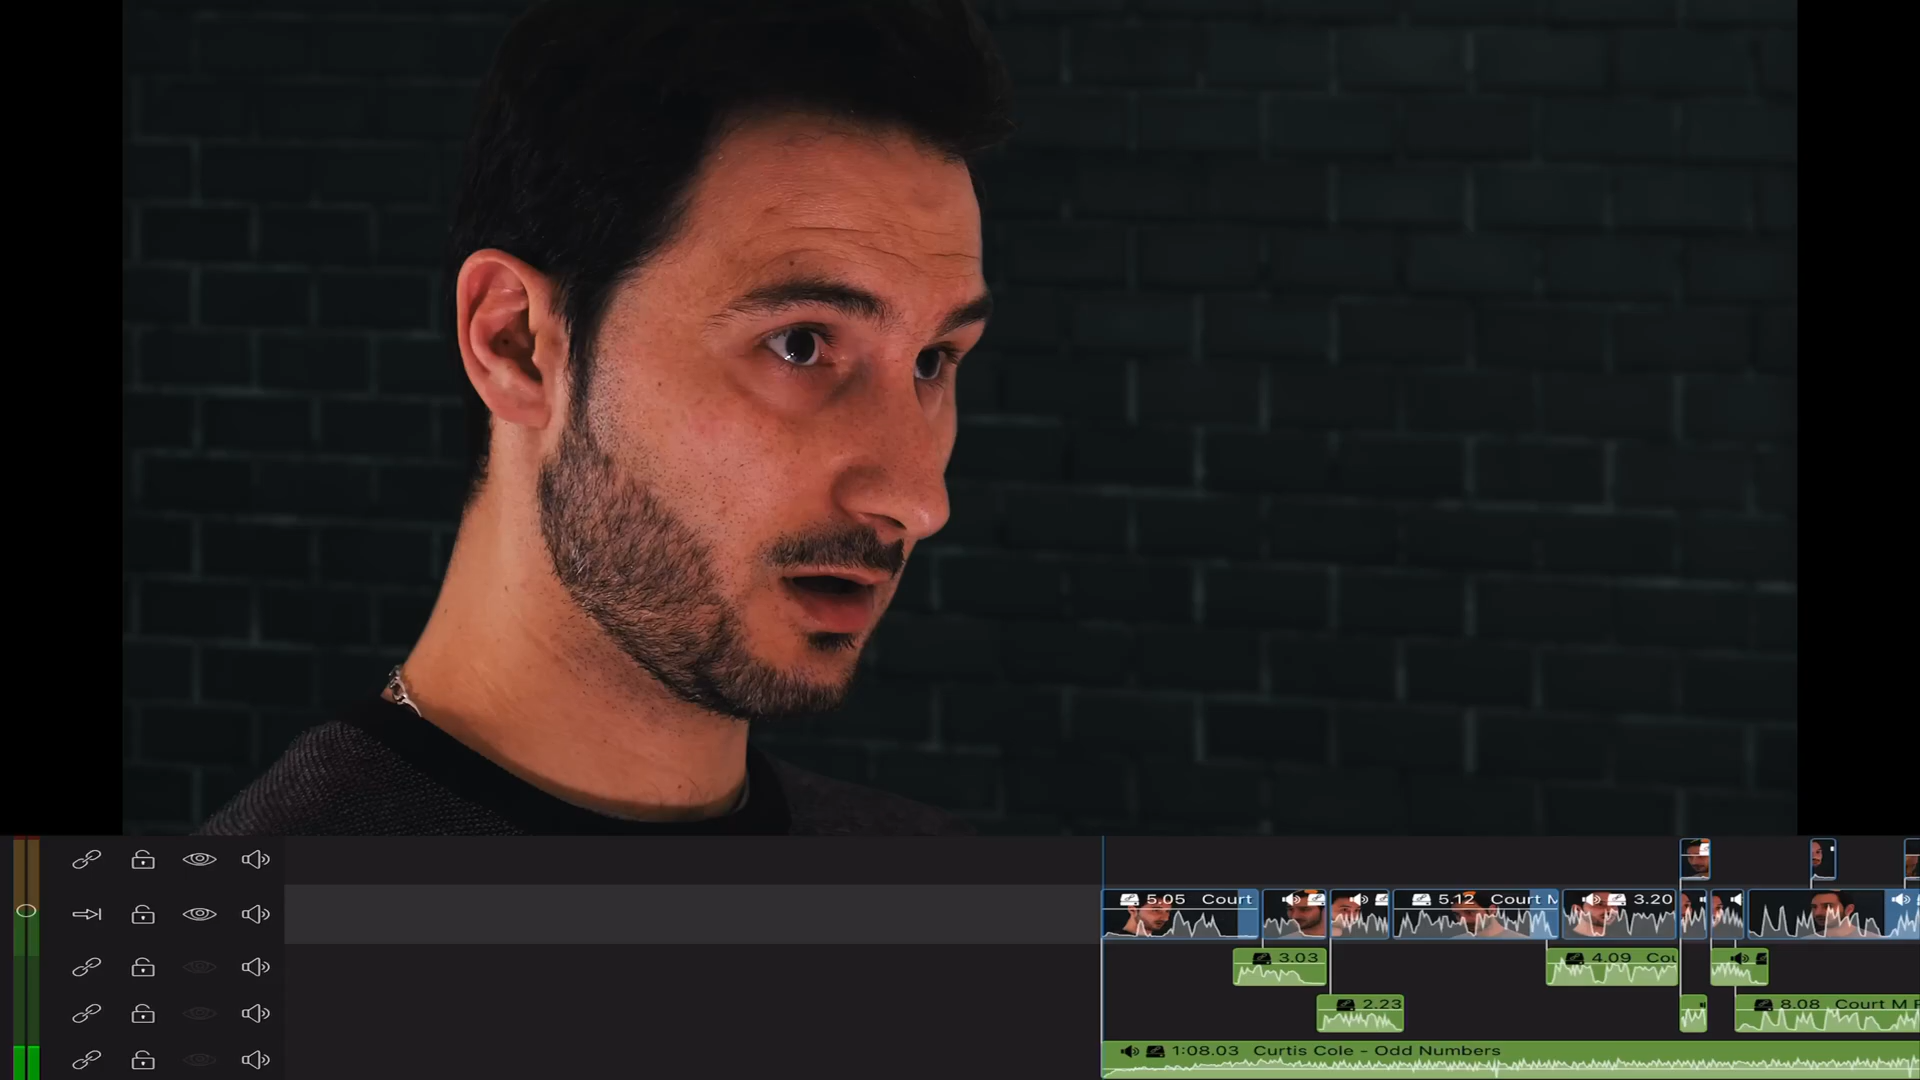 5.05 Court
5.12 Court M
3.20
3.03
4.09 Cou
2.23
8.08 Court M F
1:08.03 Curtis Cole - Odd Numbers